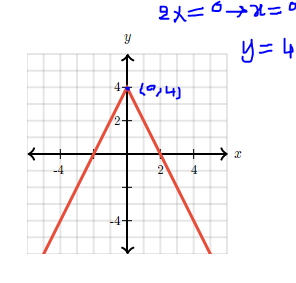 2x = 0 → x = 0
y = 4
y
4
(0,4)
2
-4 2 4 x
-4